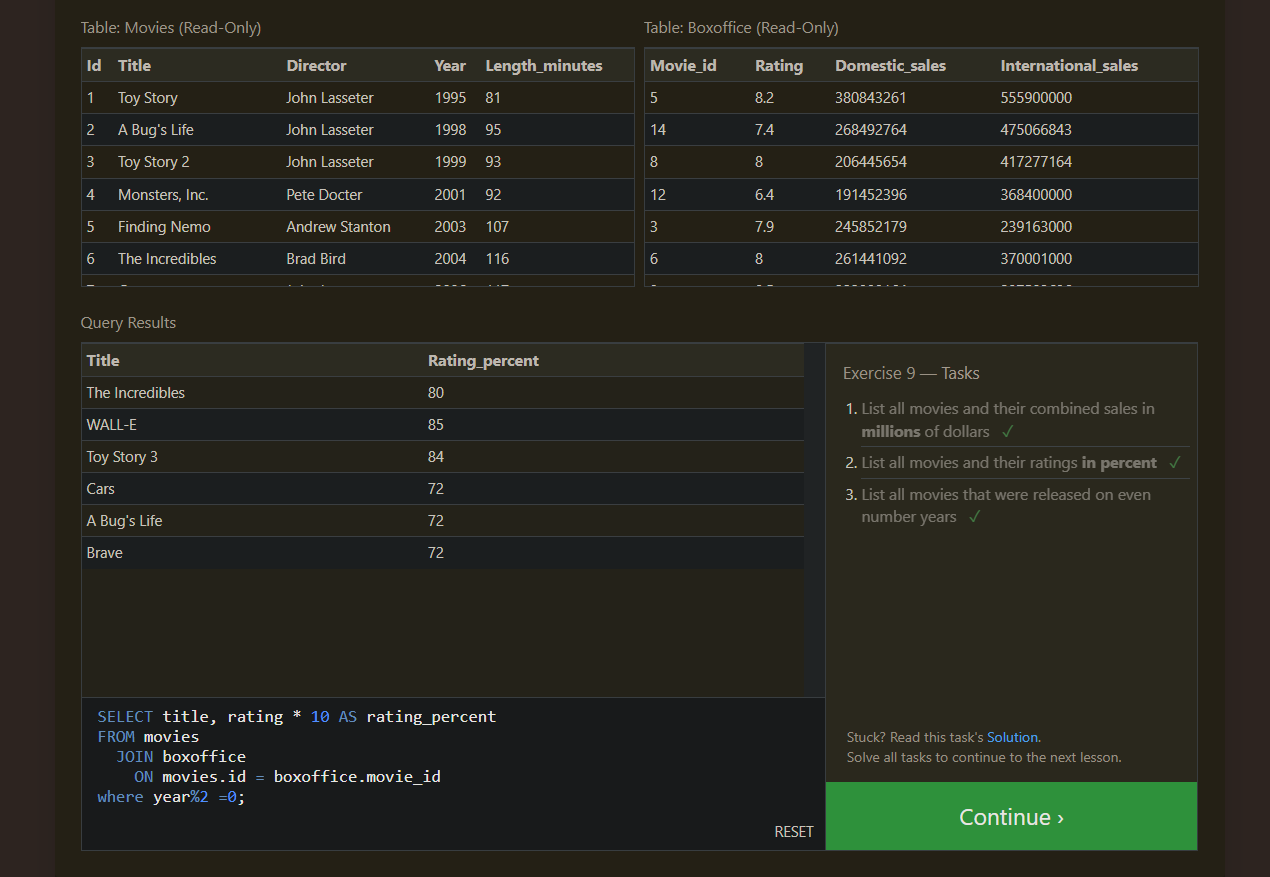 Table: Movies (Read-Only)
Table: Boxoffice (Read-Only)
Id Title Director Year Length_minutes
1 Toy Story John Lasseter 1995 81
2 A Bug's Life John Lasseter 1998 95
3 Toy Story 2 John Lasseter 1999 93
4 Monsters, Inc. Pete Docter 2001 92
5 Finding Nemo Andrew Stanton 2003 107
6 The Incredibles Brad Bird 2004 116
Movie_id Rating Domestic_sales International_sales
5 8.2 380843261 555900000
14 7.4 268492764 475066843
8 8 206445654 417277164
12 6.4 191452396 368400000
3 7.9 245852179 239163000
6 8 261441092 370001000
Query Results
Title Rating_percent
The Incredibles 80
WALL-E 85
Toy Story 3 84
Cars 72
A Bug's Life 72
Brave 72
SELECT title, rating * 10 AS rating_percent
FROM movies
JOIN boxoffice
ON movies.id = boxoffice.movie_id
where year%2 =0;
RESET
Exercise 9 — Tasks
1. List all movies and their combined sales in
millions of dollars ✓
2. List all movies and their ratings in percent ✓
3. List all movies that were released on even
number years ✓
Stuck? Read this task's Solution.
Solve all tasks to continue to the next lesson.
Continue ›